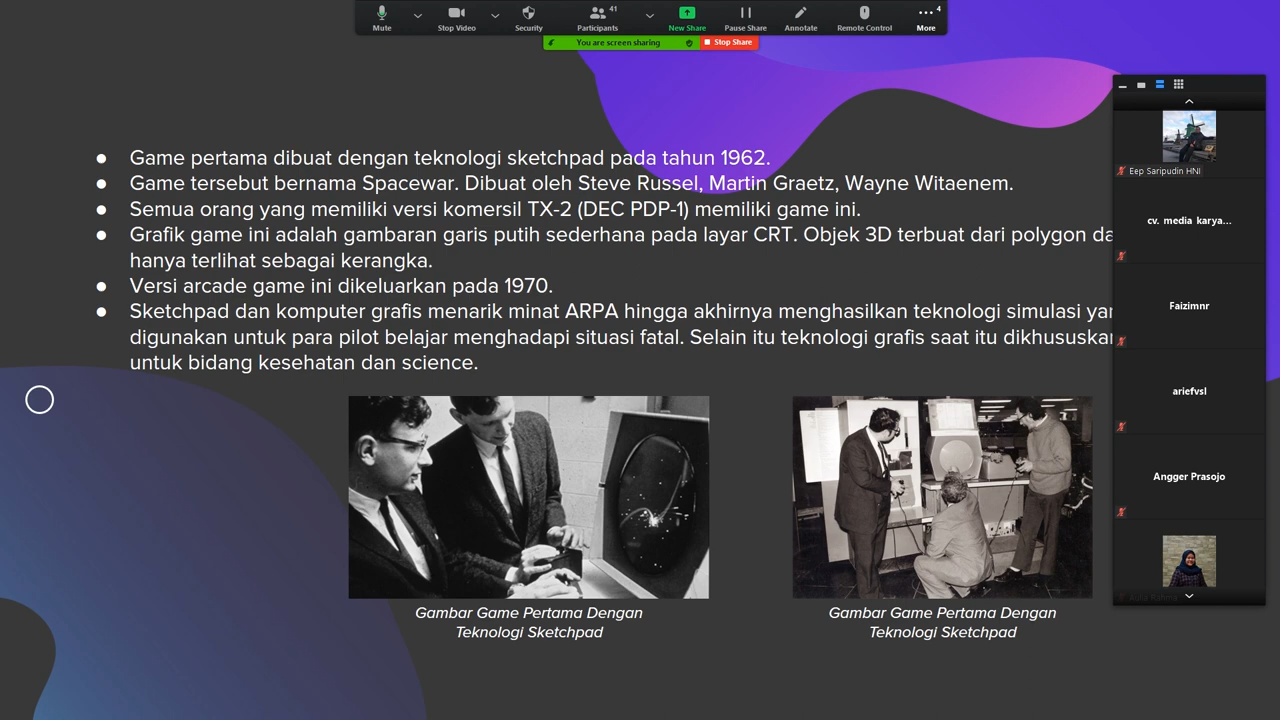 41
4
Mute
Stop Video
Security
Participants
New Share
Pause Share
Annotate
Remote Control
More
You are screen sharing
Stop Share
Game pertama dibuat dengan teknologi sketchpad pada tahun 1962.
Game tersebut bernama Spacewar. Dibuat oleh Steve Russel, Martin Graetz, Wayne Witaenem.
Semua orang yang memiliki versi komersil TX-2 (DEC PDP-1) memiliki game ini.
Grafik game ini adalah gambaran garis putih sederhana pada layar CRT. Objek 3D terbuat dari polygon da
hanya terlihat sebagai kerangka.
Versi arcade game ini dikeluarkan pada 1970.
Sketchpad dan komputer grafis menarik minat ARPA hingga akhirnya menghasilkan teknologi simulasi yan
digunakan untuk para pilot belajar menghadapi situasi fatal. Selain itu teknologi grafis saat itu dikhususkan
untuk bidang kesehatan dan science.
Gambar Game Pertama Dengan
Teknologi Sketchpad
Gambar Game Pertama Dengan
Teknologi Sketchpad
Eep Saripudin HNI
cv. media karya...
Faizimnr
ariefvsl
Angger Prasojo